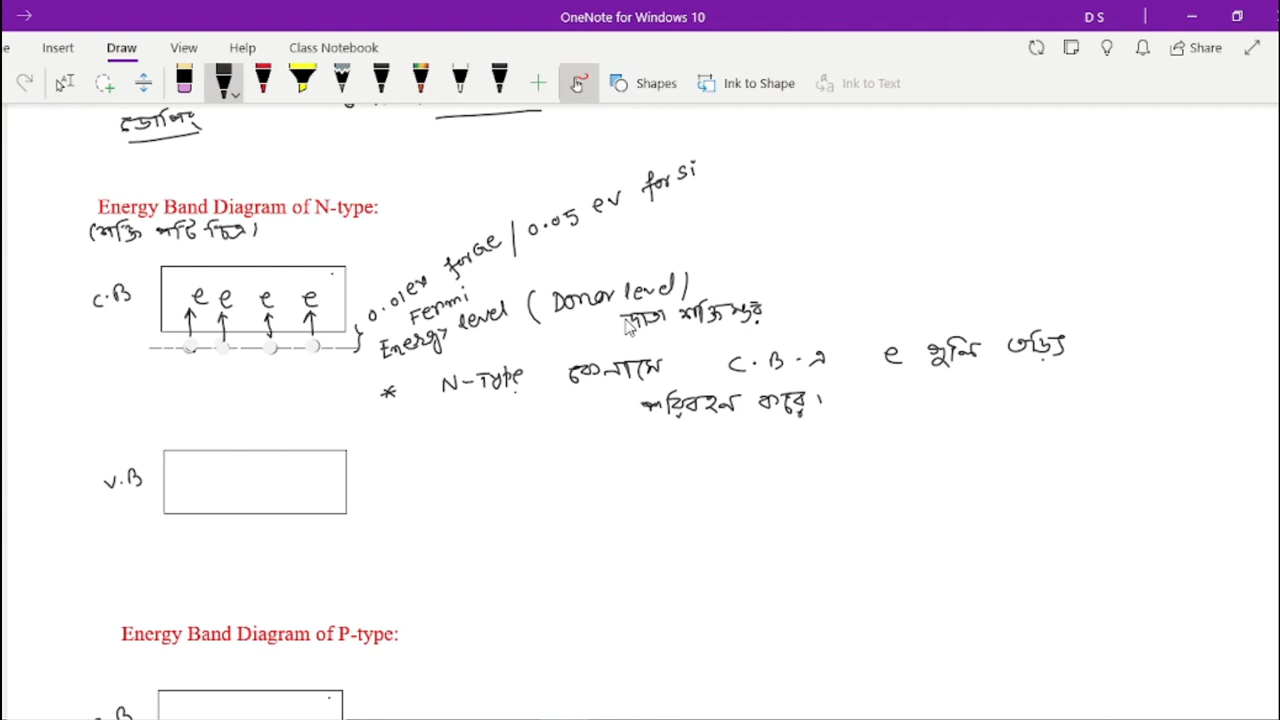 OneNote for Windows 10
D S
Insert Draw View Help Class Notebook
Share
Shapes Ink to Shape Ink to Text
ডোপিং
Energy Band Diagram of N-type:
(শক্তি পটি চিত্র।
0.01ev for Ge / 0.05 ev for Si
C.B
e e e e
Fermi
Energy level ( Donor level)
দাতা শক্তিস্তর
* N-Type কেলাসে C.B-এ e গুলি তড়িৎ
পরিবহন করে।
V.B
Energy Band Diagram of P-type: